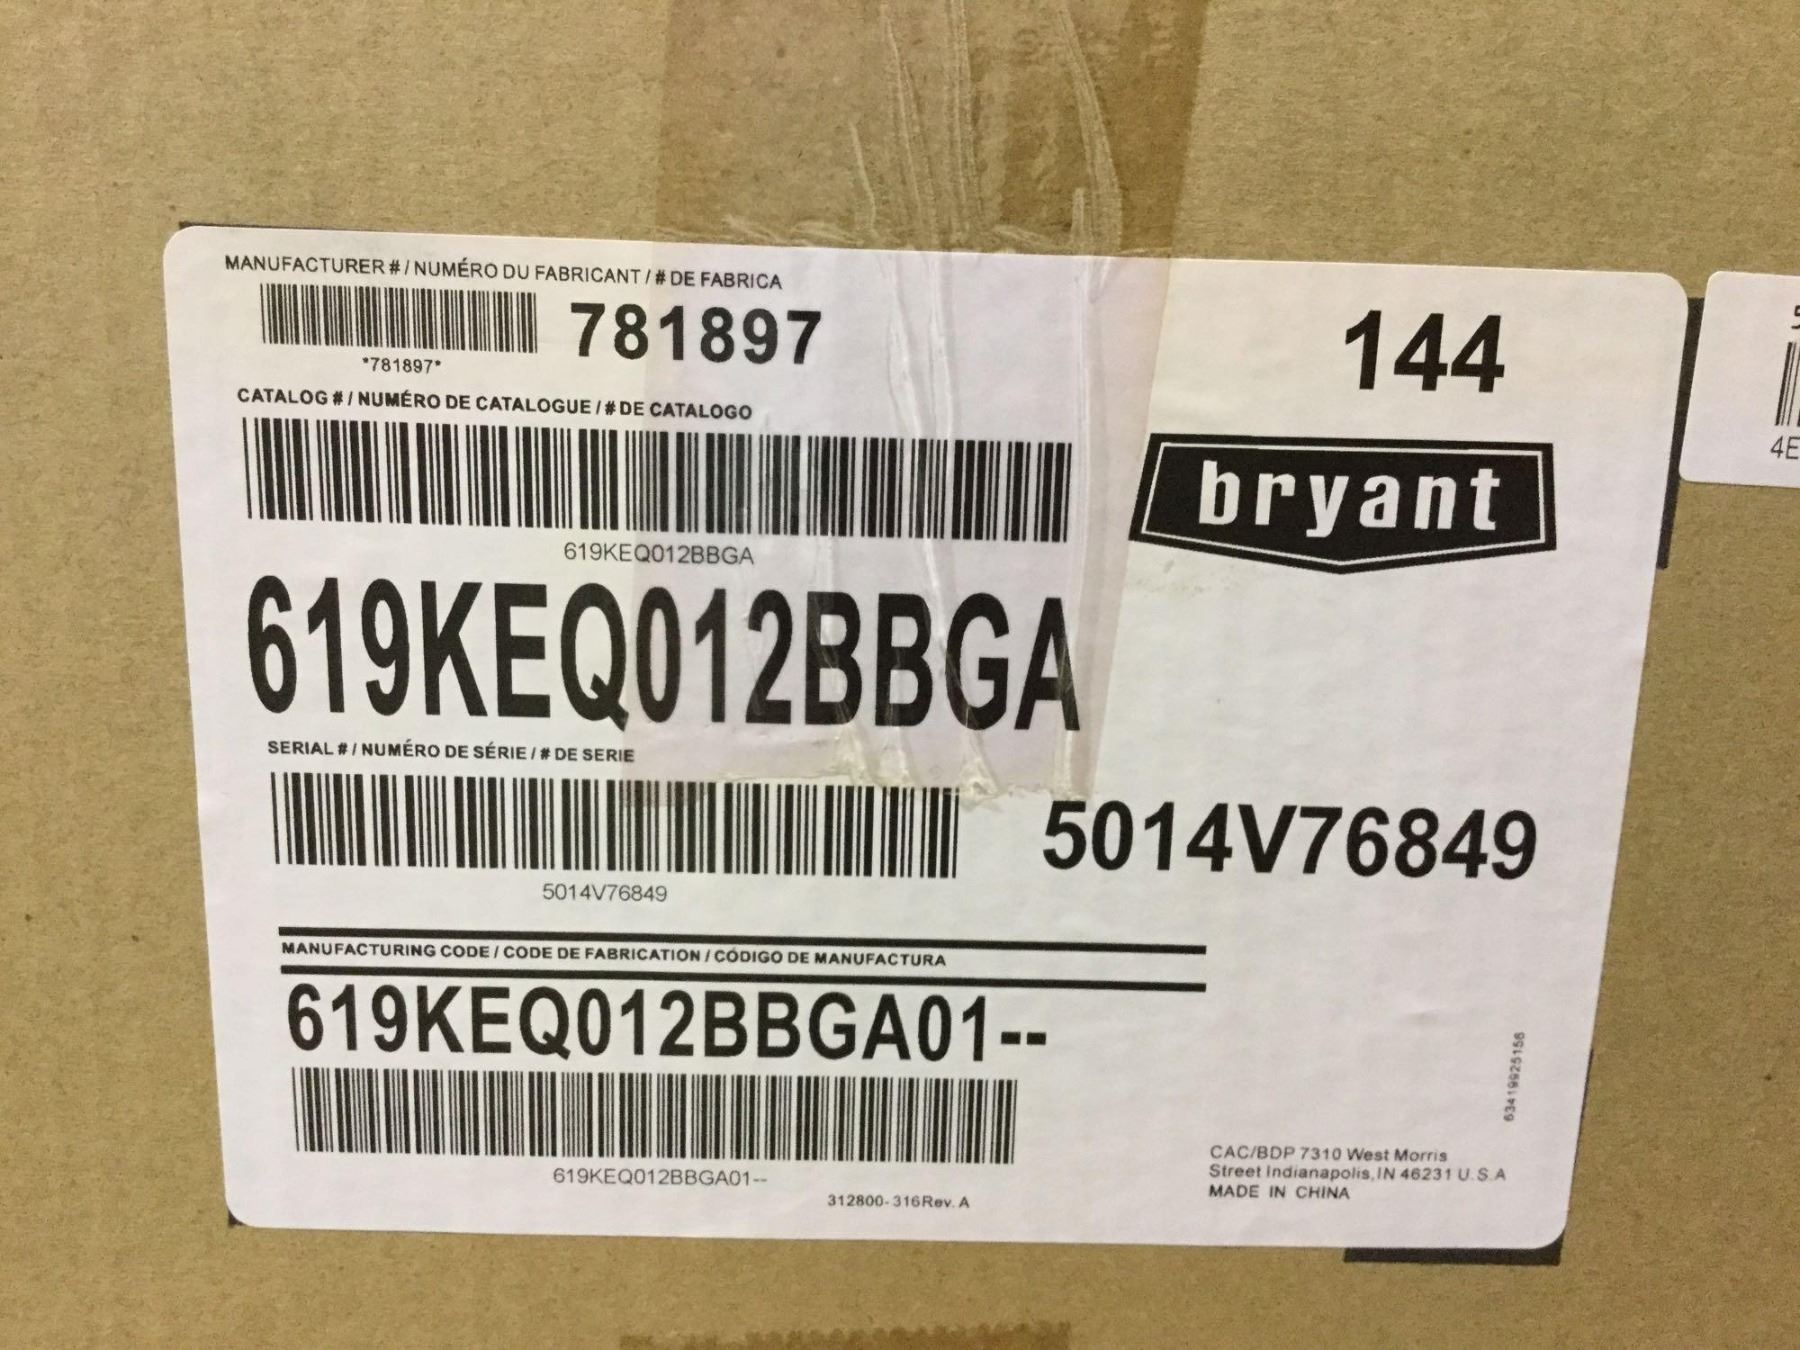 MANUFACTURER # / NUMÉRO DU FABRICANT / # DE FABRICA
781897
*781897*
144
CATALOG # / NUMÉRO DE CATALOGUE / # DE CATALOGO
619KEQ012BBGA
bryant
619KEQ012BBGA
SERIAL # / NUMÉRO DE SÉRIE / # DE SERIE
5014V76849
5014V76849
MANUFACTURING CODE / CODE DE FABRICATION / CÓDIGO DE MANUFACTURA
619KEQ012BBGA01--
619KEQ012BBGA01--
312800-316Rev. A
63419925156
CAC/BDP 7310 West Morris
Street Indianapolis, IN 46231 U.S.A
MADE IN CHINA
4E